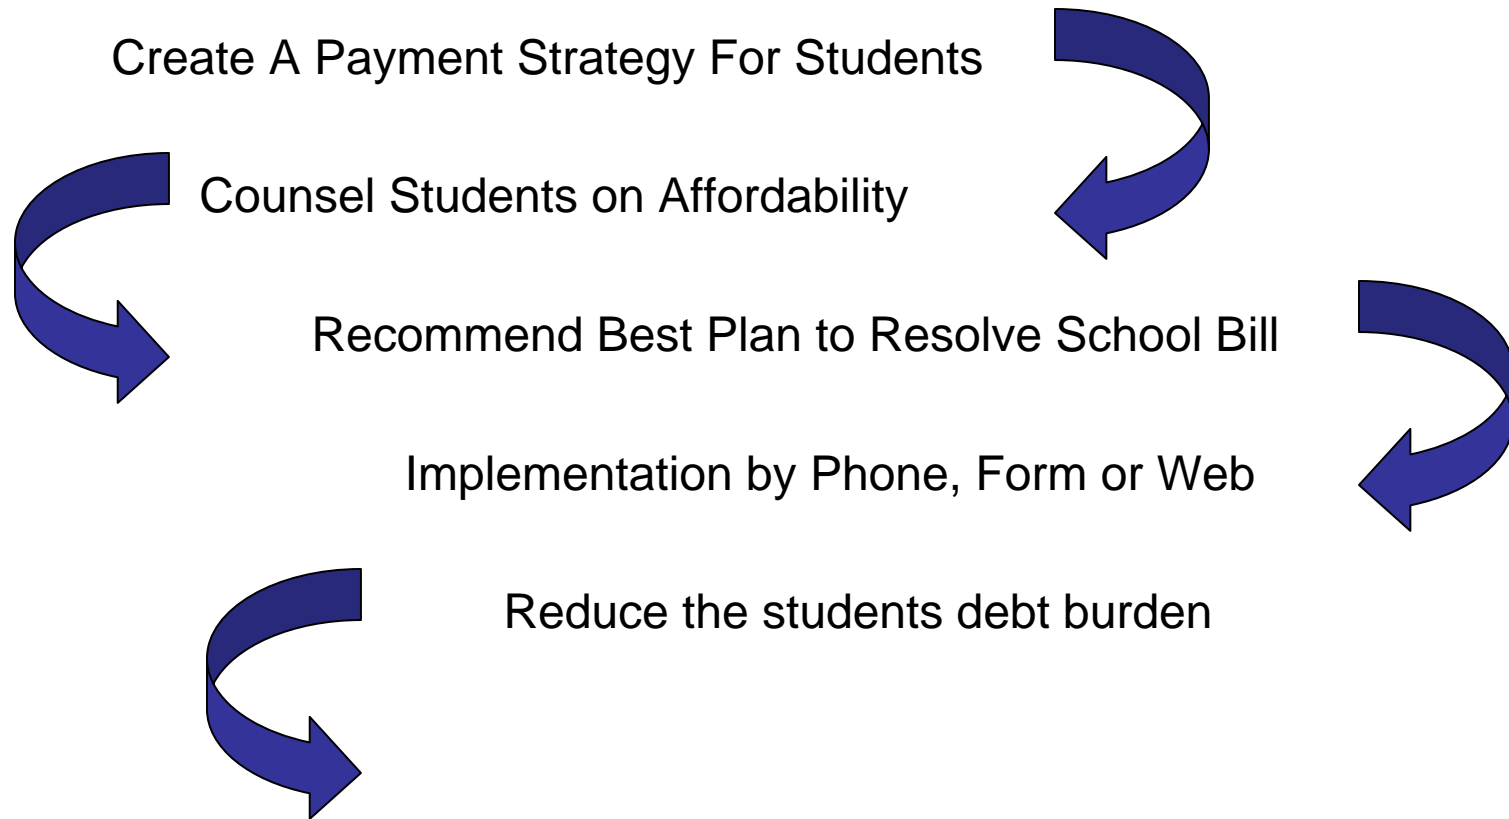 Create A Payment Strategy For Students
Counsel Students on Affordability
Recommend Best Plan to Resolve School Bill
Implementation by Phone, Form or Web
Reduce the students debt burden